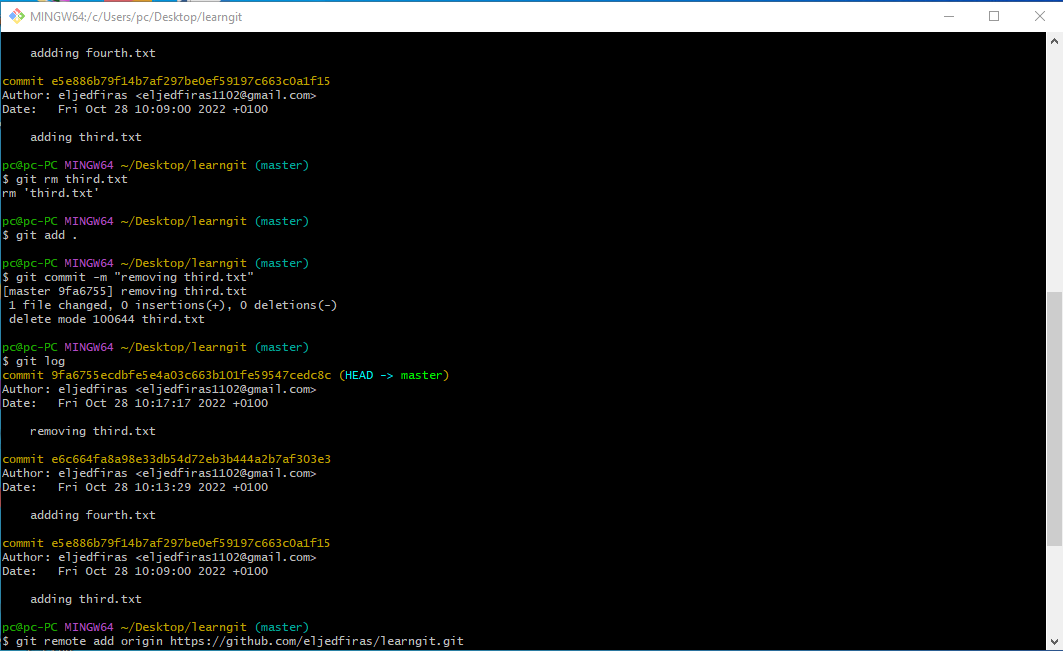 MINGW64:/c/Users/pc/Desktop/learngit
addding fourth.txt
commit e5e886b79f14b7af297be0ef59197c663c0a1f15
Author: eljedfiras <eljedfiras1102@gmail.com>
Date:   Fri Oct 28 10:09:00 2022 +0100
adding third.txt
pc@pc-PC MINGW64 ~/Desktop/learngit (master)
$ git rm third.txt
rm 'third.txt'
pc@pc-PC MINGW64 ~/Desktop/learngit (master)
$ git add .
pc@pc-PC MINGW64 ~/Desktop/learngit (master)
$ git commit -m "removing third.txt"
[master 9fa6755] removing third.txt
1 file changed, 0 insertions(+), 0 deletions(-)
delete mode 100644 third.txt
pc@pc-PC MINGW64 ~/Desktop/learngit (master)
$ git log
commit 9fa6755ecdbfe5e4a03c663b101fe59547cedc8c (HEAD -> master)
Author: eljedfiras <eljedfiras1102@gmail.com>
Date:   Fri Oct 28 10:17:17 2022 +0100
removing third.txt
commit e6c664fa8a98e33db54d72eb3b444a2b7af303e3
Author: eljedfiras <eljedfiras1102@gmail.com>
Date:   Fri Oct 28 10:13:29 2022 +0100
addding fourth.txt
commit e5e886b79f14b7af297be0ef59197c663c0a1f15
Author: eljedfiras <eljedfiras1102@gmail.com>
Date:   Fri Oct 28 10:09:00 2022 +0100
adding third.txt
pc@pc-PC MINGW64 ~/Desktop/learngit (master)
$ git remote add origin https://github.com/eljedfiras/learngit.git